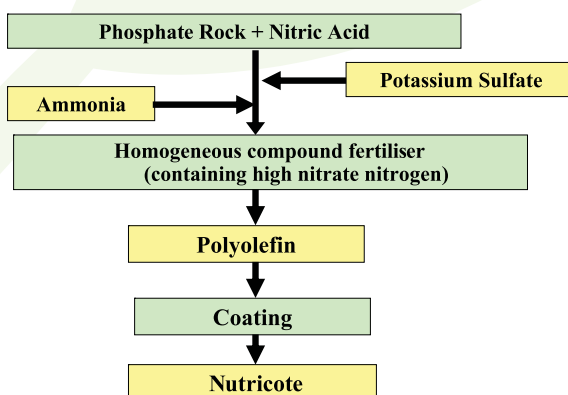 Phosphate Rock + Nitric Acid
Potassium Sulfate
Ammonia
Homogeneous compound fertiliser
(containing high nitrate nitrogen)
Polyolefin
Coating
Nutricote